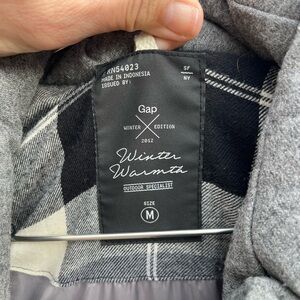 RN54023
MADE IN INDONESIA
ISSUED BY:
SF
NY
Gap
WINTER EDITION
2012
Winter
Warmth
OUTDOOR SPECIALIST
SIZE
M